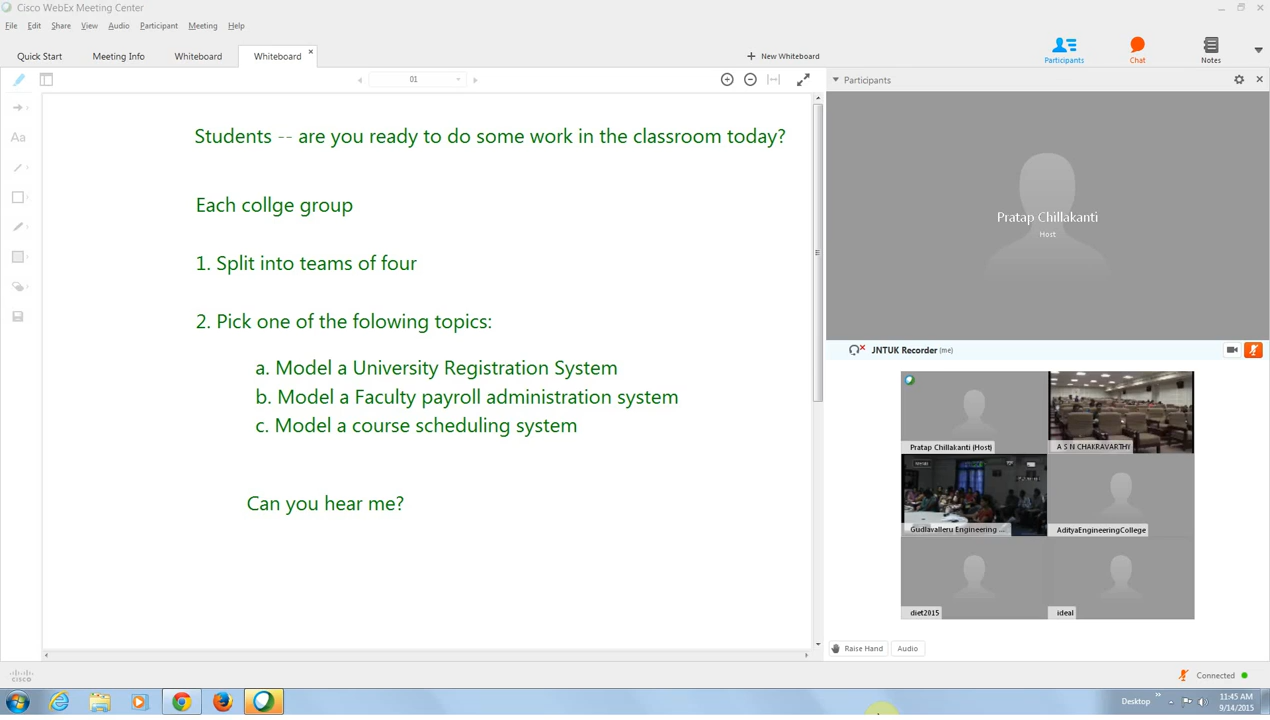 Cisco WebEx Meeting Center
File Edit Share View Audio Participant Meeting Help
Quick Start Meeting Info Whiteboard Whiteboard New Whiteboard
Participants Chat Notes
01
Participants
Students -- are you ready to do some work in the classroom today?
Each collge group
1. Split into teams of four
2. Pick one of the folowing topics:
a. Model a University Registration System
b. Model a Faculty payroll administration system
c. Model a course scheduling system
Can you hear me?
Aa
Pratap Chillakanti
Host
JNTUK Recorder (me)
Pratap Chillakanti (Host)
A S N CHAKRAVARTHY
Gudlavalleru Engineering ...
AdityaEngineeringCollege
diet2015
ideal
Raise Hand Audio
cisco
Connected
Desktop
11:45 AM
9/14/2015